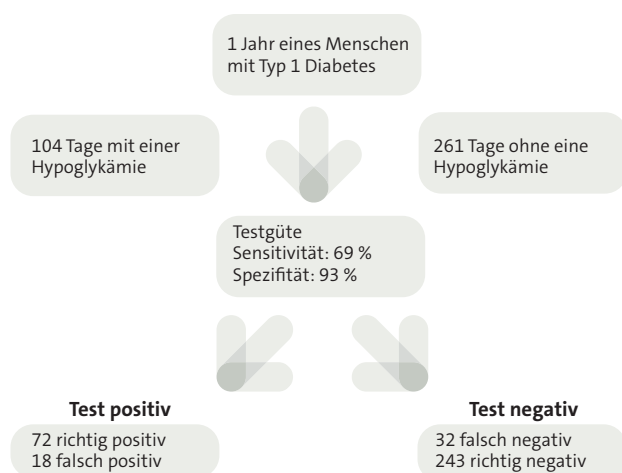 1 Jahr eines Menschen
mit Typ 1 Diabetes
104 Tage mit einer
Hypoglykämie
261 Tage ohne eine
Hypoglykämie
Testgüte
Sensitivität: 69 %
Spezifität: 93 %
Test positiv
72 richtig positiv
18 falsch positiv
Test negativ
32 falsch negativ
243 richtig negativ